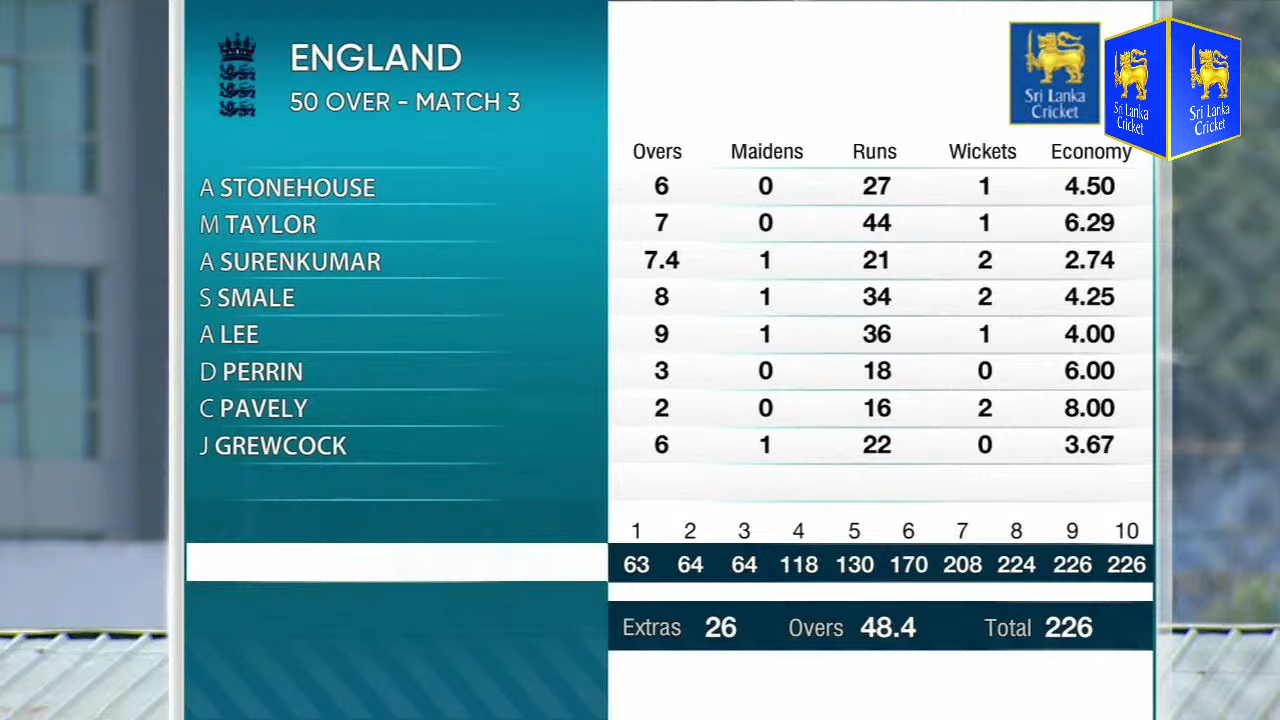 ENGLAND
50 OVER - MATCH 3
Sri Lanka
Cricket
Sri Lanka
Cricket
Sri Lanka
Cricket
Overs Maidens Runs Wickets Economy
A STONEHOUSE 6 0 27 1 4.50
M TAYLOR 7 0 44 1 6.29
A SURENKUMAR 7.4 1 21 2 2.74
S SMALE 8 1 34 2 4.25
A LEE 9 1 36 1 4.00
D PERRIN 3 0 18 0 6.00
C PAVELY 2 0 16 2 8.00
J GREWCOCK 6 1 22 0 3.67
1 2 3 4 5 6 7 8 9 10
63 64 64 118 130 170 208 224 226 226
Extras 26 Overs 48.4 Total 226